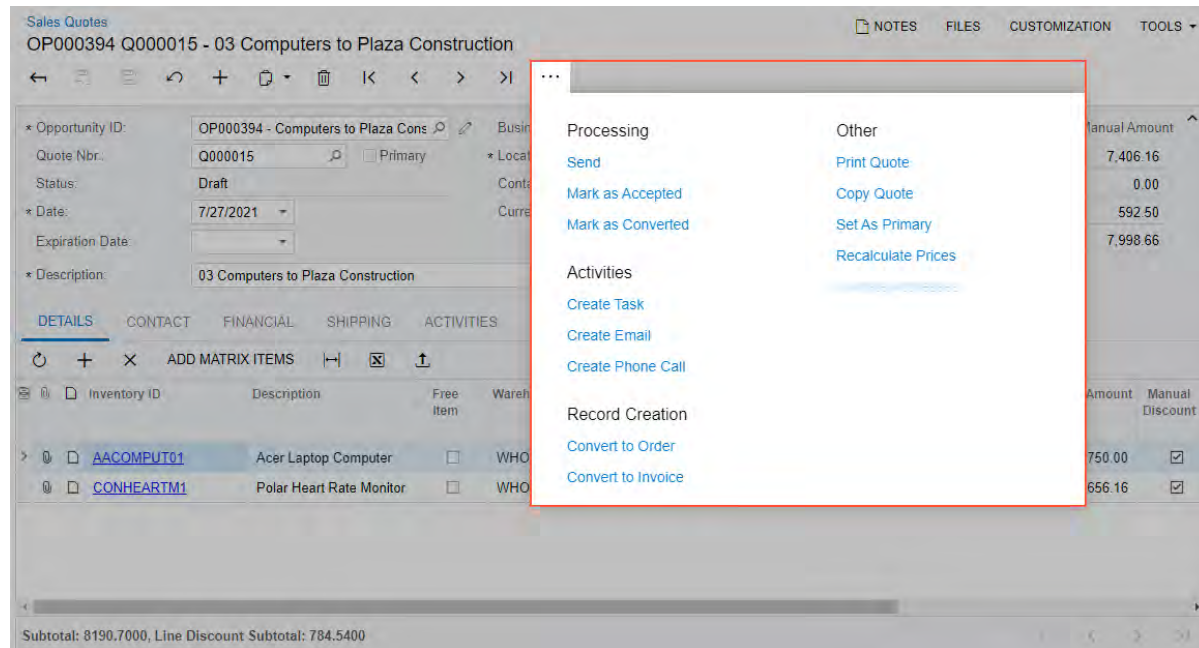 Sales Quotes
NOTES FILES CUSTOMIZATION TOOLS
OP000394 Q000015 - 03 Computers to Plaza Construction
* Opportunity ID: OP000394 - Computers to Plaza Cons
Quote Nbr.: Q000015 Primary
Status: Draft
* Date: 7/27/2021
Expiration Date:
* Description: 03 Computers to Plaza Construction
Manual Amount
7,406.16
0.00
592.50
7,998.66
Processing
Send
Mark as Accepted
Mark as Converted
Activities
Create Task
Create Email
Create Phone Call
Record Creation
Convert to Order
Convert to Invoice
Other
Print Quote
Copy Quote
Set As Primary
Recalculate Prices
DETAILS CONTACT FINANCIAL SHIPPING ACTIVITIES
ADD MATRIX ITEMS
Inventory ID Description Free Item Amount Manual Discount
AACOMPUT01 Acer Laptop Computer WHO 750.00
CONHEARTM1 Polar Heart Rate Monitor WHO 656.16
Subtotal: 8190.7000, Line Discount Subtotal: 784.5400